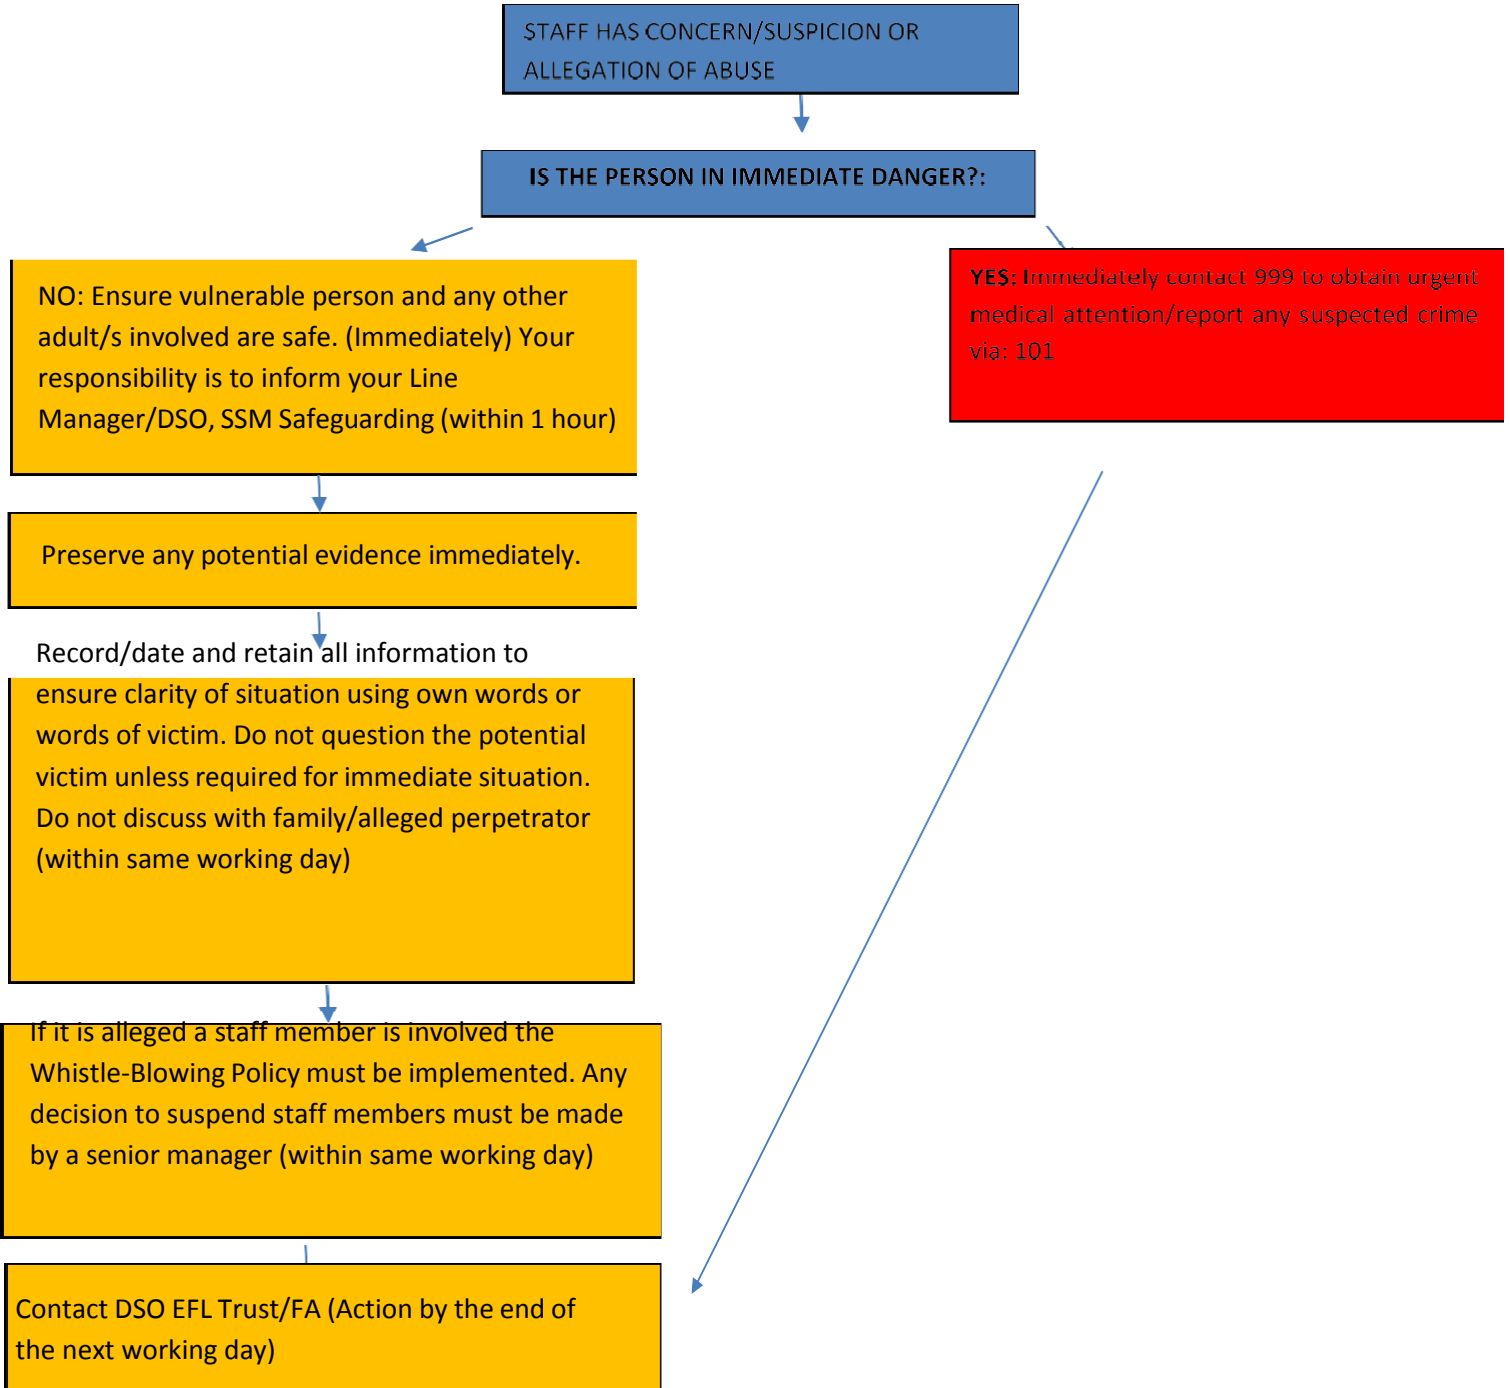 STAFF HAS CONCERN/SUSPICION OR
ALLEGATION OF ABUSE
IS THE PERSON IN IMMEDIATE DANGER?:
NO: Ensure vulnerable person and any other
adult/s involved are safe. (Immediately) Your
responsibility is to inform your Line
Manager/DSO, SSM Safeguarding (within 1 hour)
YES: Immediately contact 999 to obtain urgent
medical attention/report any suspected crime
via: 101
Preserve any potential evidence immediately.
Record/date and retain all information to
ensure clarity of situation using own words or
words of victim. Do not question the potential
victim unless required for immediate situation.
Do not discuss with family/alleged perpetrator
(within same working day)
If it is alleged a staff member is involved the
Whistle-Blowing Policy must be implemented. Any
decision to suspend staff members must be made
by a senior manager (within same working day)
Contact DSO EFL Trust/FA (Action by the end of
the next working day)